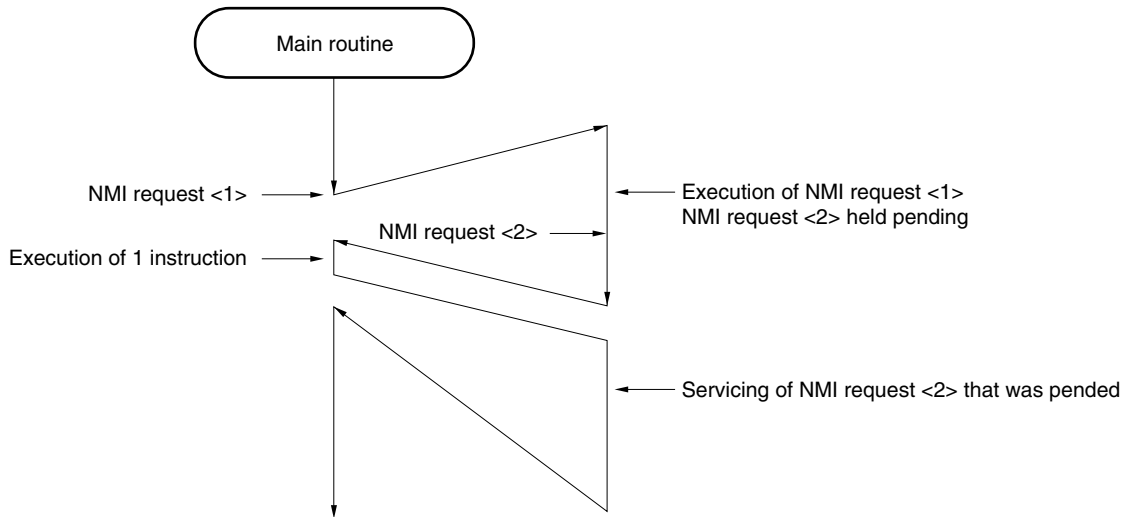 Main routine
NMI request <1>
Execution of NMI request <1>
NMI request <2> held pending
NMI request <2>
Execution of 1 instruction
Servicing of NMI request <2> that was pended